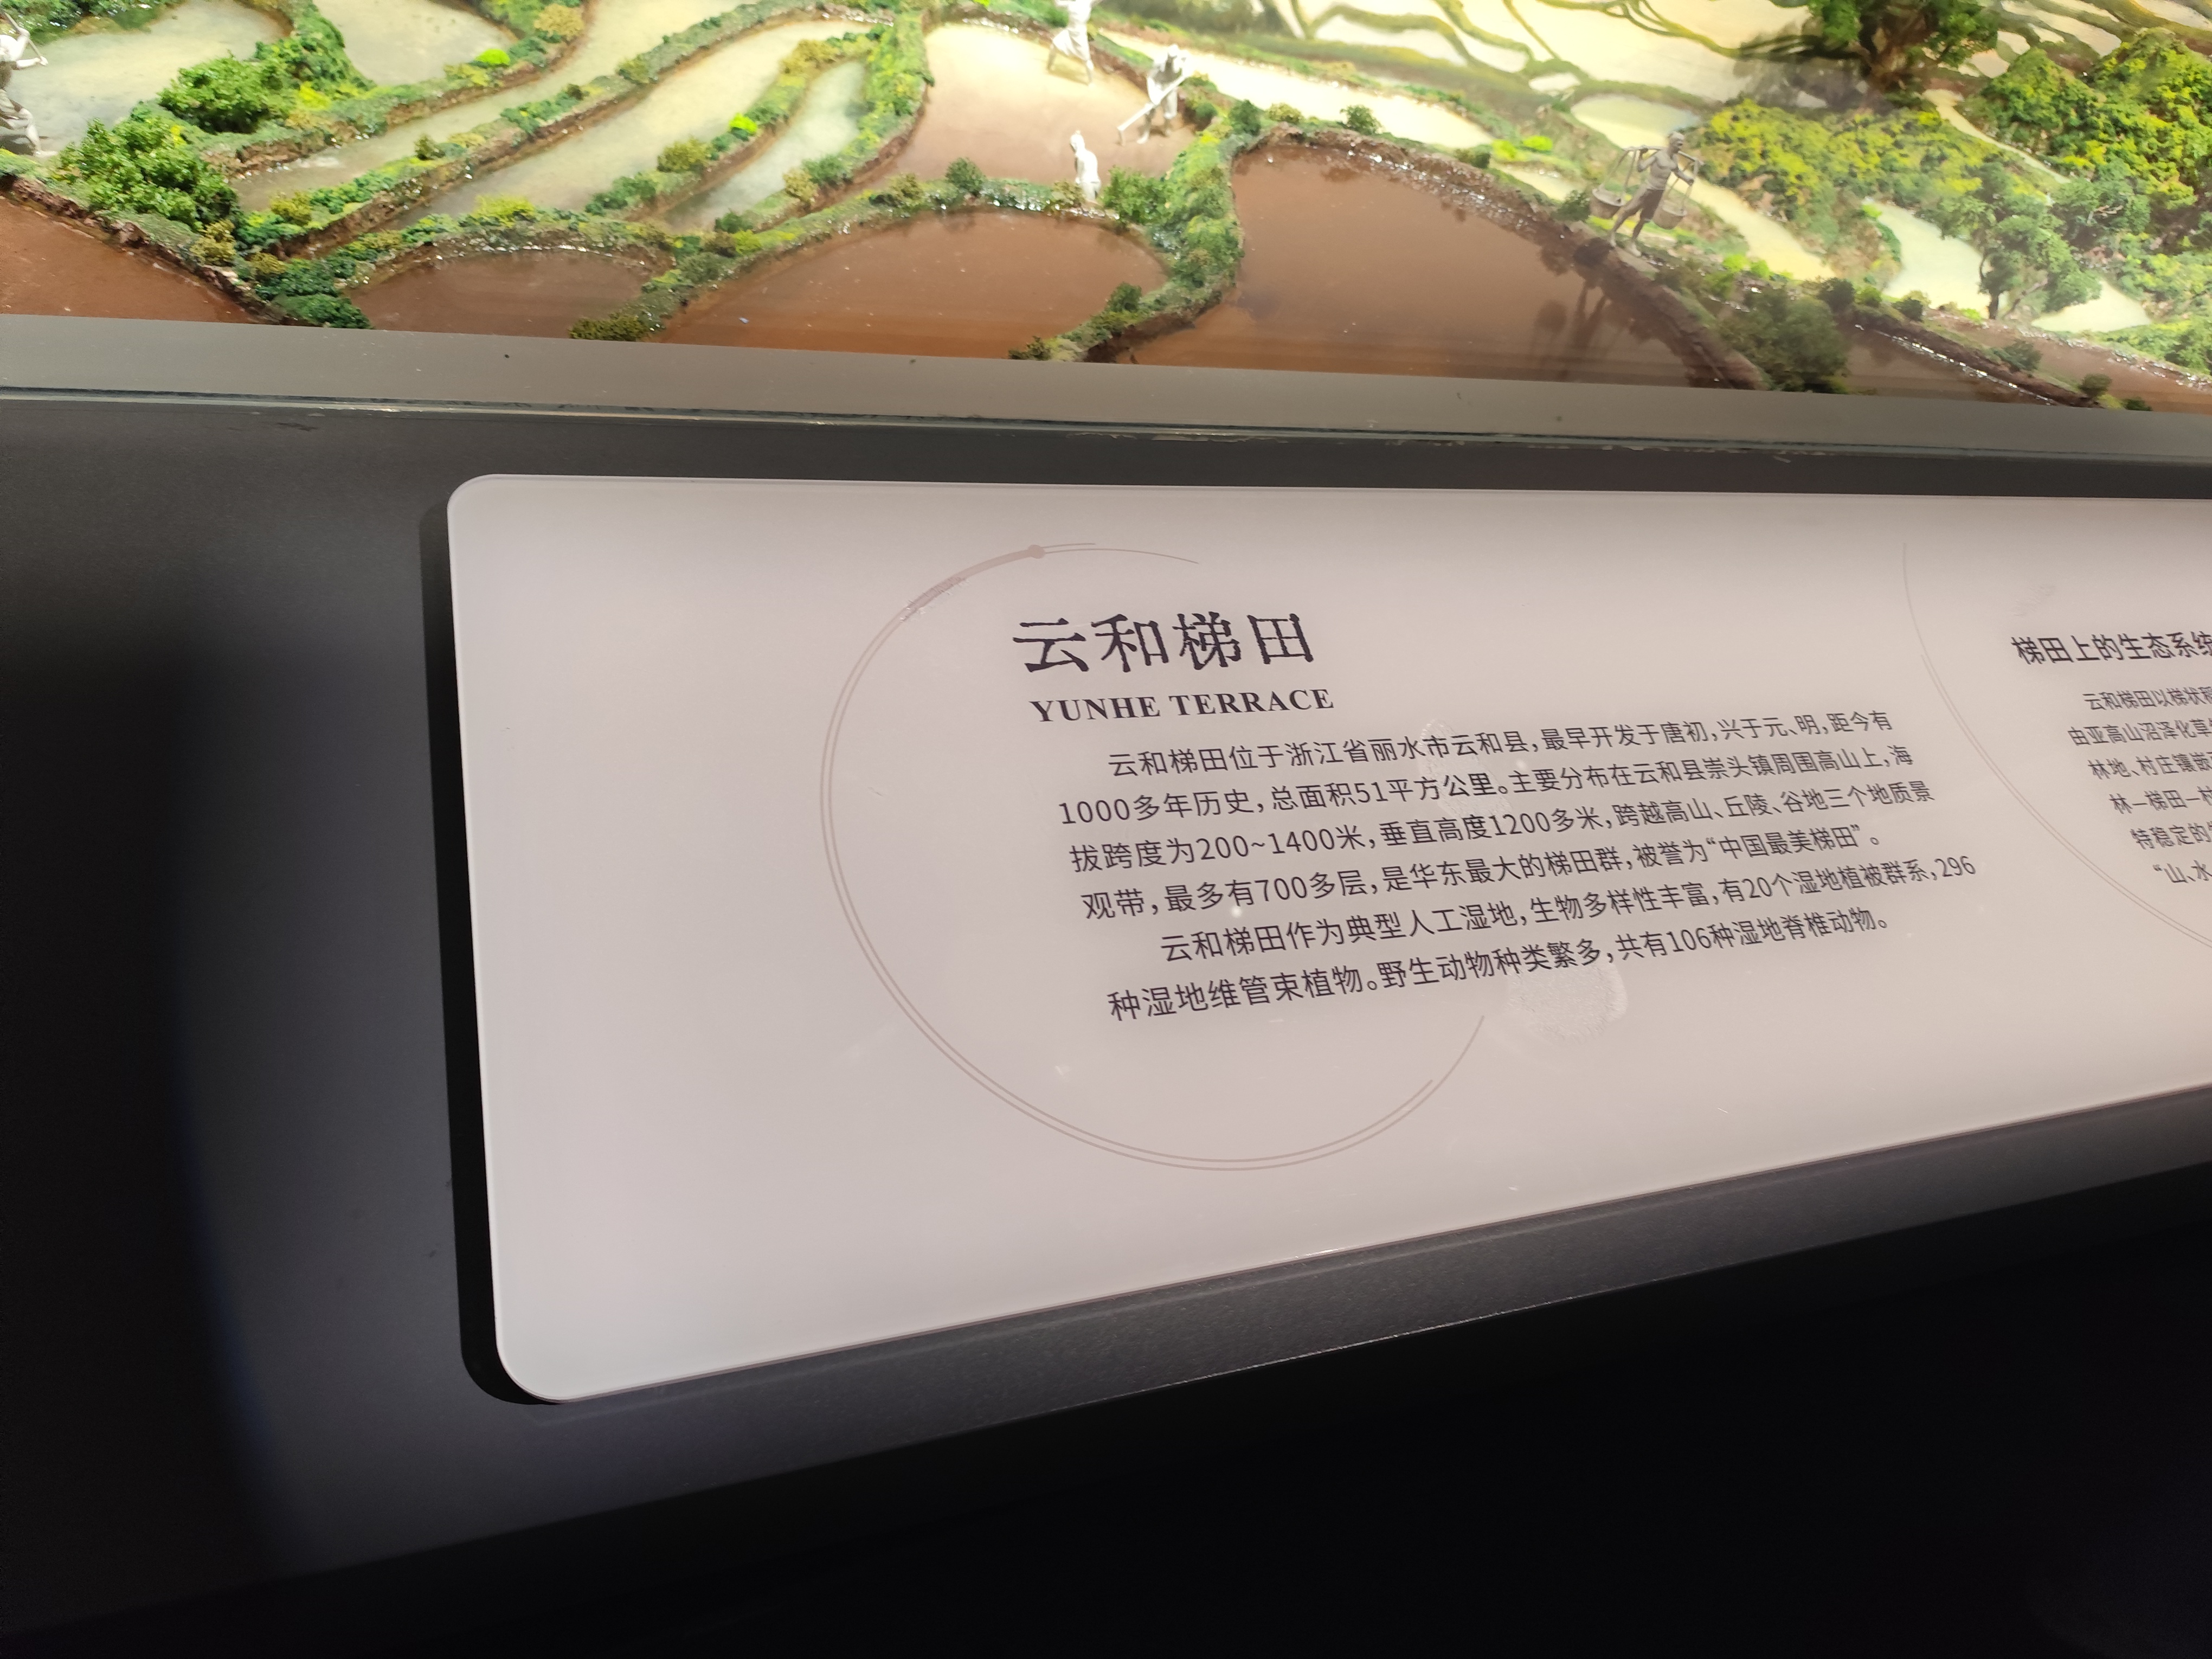 云和梯田
YUNHE TERRACE
云和梯田位于浙江省丽水市云和县，最早开发于唐初，兴于元、明，距今有
1000多年历史，总面积51平方公里。主要分布在云和县崇头镇周围高山上，海
拔跨度为200~1400米，垂直高度1200多米，跨越高山、丘陵、谷地三个地质景
观带，最多有700多层，是华东最大的梯田群，被誉为“中国最美梯田”。
云和梯田作为典型人工湿地，生物多样性丰富，有20个湿地植被群系，296
种湿地维管束植物。野生动物种类繁多，共有106种湿地脊椎动物。
梯田上的生态系统
云和梯田以梯状
由亚高山沼泽化草
林地、村庄镶嵌
林—梯田—村
特稳定的
“山、水